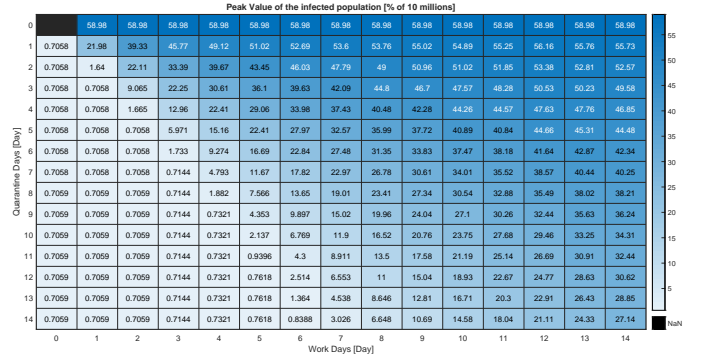 Peak Value of the infected population [% of 10 millions]
0 58.98 58.98 58.98 58.98 58.98 58.98 58.98 58.98 58.98 58.98 58.98 58.98 58.98 58.98
1 0.7058 21.98 39.33 45.77 49.12 51.02 52.69 53.6 53.76 55.02 54.89 55.25 56.16 55.76 55.73
2 0.7058 1.64 22.11 33.39 39.67 43.45 46.03 47.79 49 50.96 51.02 51.85 53.38 52.81 52.57
3 0.7058 0.7058 9.065 22.25 30.61 36.1 39.63 42.09 44.8 46.7 47.57 48.28 50.53 50.23 49.58
4 0.7058 0.7058 1.665 12.96 22.41 29.06 33.98 37.43 40.48 42.28 44.26 44.57 47.63 47.76 46.85
5 0.7058 0.7058 0.7058 5.971 15.16 22.41 27.97 32.57 35.99 37.72 40.89 40.84 44.66 45.31 44.48
6 0.7058 0.7058 0.7058 1.733 9.274 16.69 22.84 27.48 31.35 33.83 37.47 38.18 41.64 42.87 42.34
7 0.7058 0.7058 0.7058 0.7144 4.793 11.67 17.82 22.97 26.78 30.61 34.01 35.52 38.57 40.44 40.25
8 0.7059 0.7059 0.7059 0.7144 1.882 7.566 13.65 19.01 23.41 27.24 30.54 32.88 35.49 38.02 38.21
9 0.7059 0.7059 0.7059 0.7144 0.7321 4.353 9.897 15.02 19.96 24.04 27.1 30.26 32.44 35.63 36.24
10 0.7059 0.7059 0.7059 0.7144 0.7321 2.137 6.769 11.9 16.52 20.76 23.75 27.68 29.46 33.25 34.31
11 0.7059 0.7059 0.7059 0.7144 0.7321 0.9396 4.3 8.911 13.5 17.58 21.19 25.14 26.69 30.91 32.44
12 0.7059 0.7059 0.7059 0.7144 0.7321 0.7618 2.514 6.553 11 15.04 18.93 22.67 24.77 28.63 30.62
13 0.7059 0.7059 0.7059 0.7144 0.7321 0.7618 1.364 4.538 8.646 12.81 16.71 20.3 22.91 26.43 28.85
14 0.7059 0.7059 0.7059 0.7144 0.7321 0.7618 0.8388 3.026 6.648 10.69 14.58 18.04 21.11 24.33 27.14
0 1 2 3 4 5 6 7 8 9 10 11 12 13 14
Work Days [Day]
Quarantine Days [Day]
55
50
45
40
35
30
25
20
15
10
5
NaN